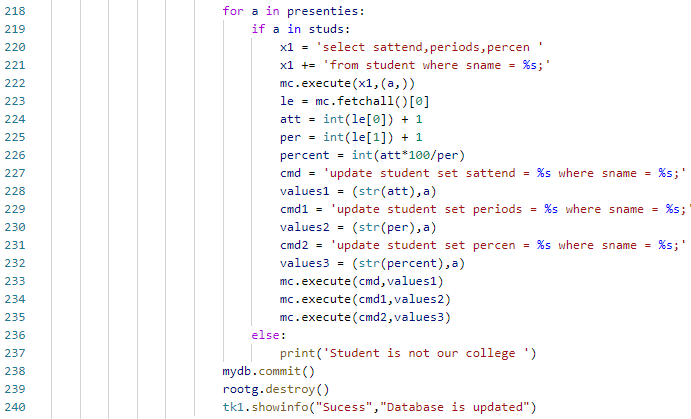 218 for a in presenties:
219 if a in studs:
220 x1 = 'select sattend,periods,percen '
221 x1 += 'from student where sname = %s;'
222 mc.execute(x1,(a,))
223 le = mc.fetchall()[0]
224 att = int(le[0]) + 1
225 per = int(le[1]) + 1
226 percent = int(att*100/per)
227 cmd = 'update student set sattend = %s where sname = %s;'
228 values1 = (str(att),a)
229 cmd1 = 'update student set periods = %s where sname = %s;'
230 values2 = (str(per),a)
231 cmd2 = 'update student set percen = %s where sname = %s;'
232 values3 = (str(percent),a)
233 mc.execute(cmd,values1)
234 mc.execute(cmd1,values2)
235 mc.execute(cmd2,values3)
236 else:
237 print('Student is not our college ')
238 mydb.commit()
239 rootg.destroy()
240 tk1.showinfo("Sucess","Database is updated")